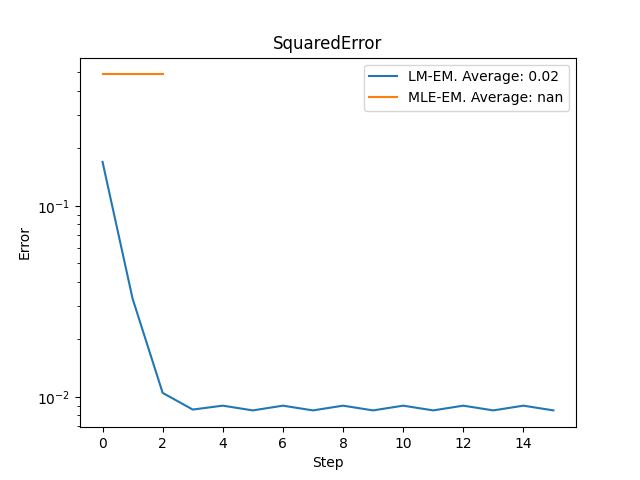 SquaredError
LM-EM. Average: 0.02
MLE-EM. Average: nan
10⁻¹
10⁻²
Error
0 2 4 6 8 10 12 14
Step